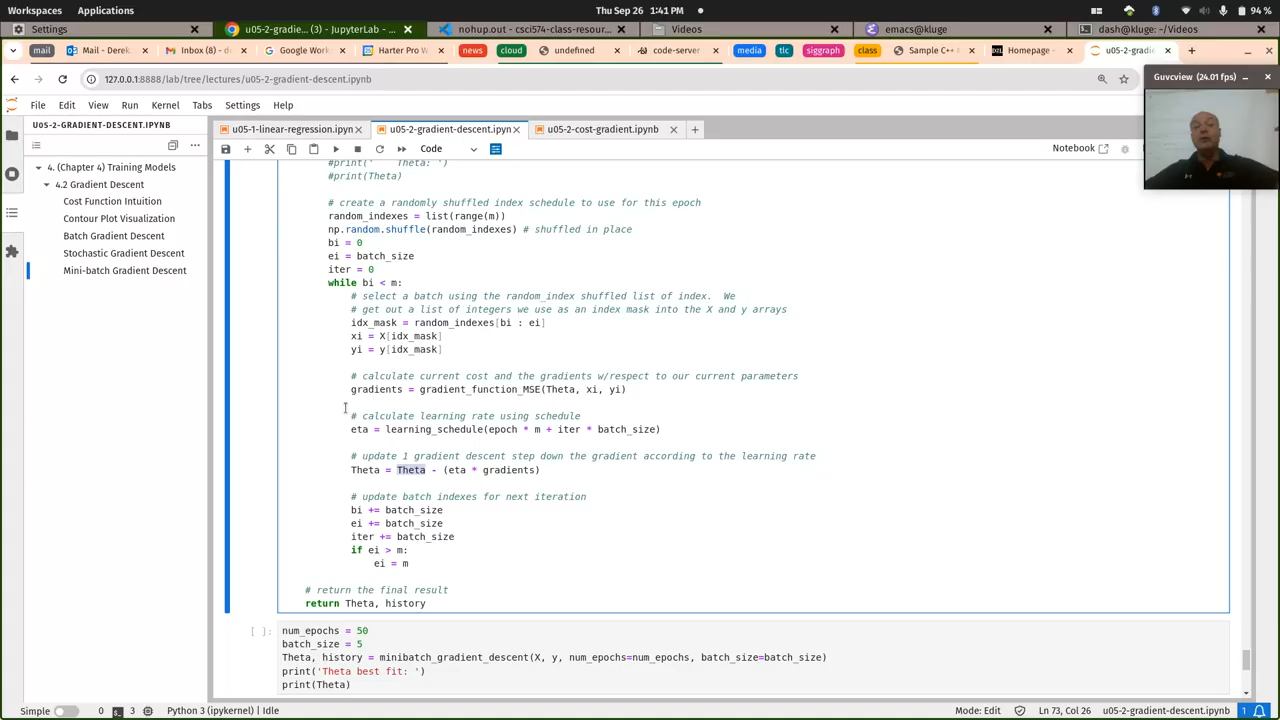 Workspaces Applications Thu Sep 26 1:41 PM 94 %
Settings u05-2-gradie... (3) - JupyterLab - ... nohup.out - csci574-class-resour... Videos emacs@kluge dash@kluge: ~/Videos
mail Mail - Derek. Inbox (8) - d Google Work Harter Pro W news cloud undefined code-server media tlc siggraph class Sample C++ A Homepage - u05-2-gradi
127.0.0.1:8888/lab/tree/lectures/u05-2-gradient-descent.ipynb
Guvcview (24.01 fps)
File Edit View Run Kernel Tabs Settings Help
U05-2-GRADIENT-DESCENT.IPYNB
u05-1-linear-regression.ipyn u05-2-gradient-descent.ipyn u05-2-cost-gradient.ipynb
Code Notebook
4. (Chapter 4) Training Models
4.2 Gradient Descent
Cost Function Intuition
Contour Plot Visualization
Batch Gradient Descent
Stochastic Gradient Descent
Mini-batch Gradient Descent
#print('    Theta: ')
#print(Theta)
# create a randomly shuffled index schedule to use for this epoch
random_indexes = list(range(m))
np.random.shuffle(random_indexes) # shuffled in place
bi = 0
ei = batch_size
iter = 0
while bi < m:
# select a batch using the random_index shuffled list of index.  We
# get out a list of integers we use as an index mask into the X and y arrays
idx_mask = random_indexes[bi : ei]
xi = X[idx_mask]
yi = y[idx_mask]
# calculate current cost and the gradients w/respect to our current parameters
gradients = gradient_function_MSE(Theta, xi, yi)
# calculate learning rate using schedule
eta = learning_schedule(epoch * m + iter * batch_size)
# update 1 gradient descent step down the gradient according to the learning rate
Theta = Theta - (eta * gradients)
# update batch indexes for next iteration
bi += batch_size
ei += batch_size
iter += batch_size
if ei > m:
ei = m
# return the final result
return Theta, history
[ ]: num_epochs = 50
batch_size = 5
Theta, history = minibatch_gradient_descent(X, y, num_epochs=num_epochs, batch_size=batch_size)
print('Theta best fit: ')
print(Theta)
Simple 0 3 Python 3 (ipykernel) | Idle Mode: Edit Ln 73, Col 26 u05-2-gradient-descent.ipynb 1